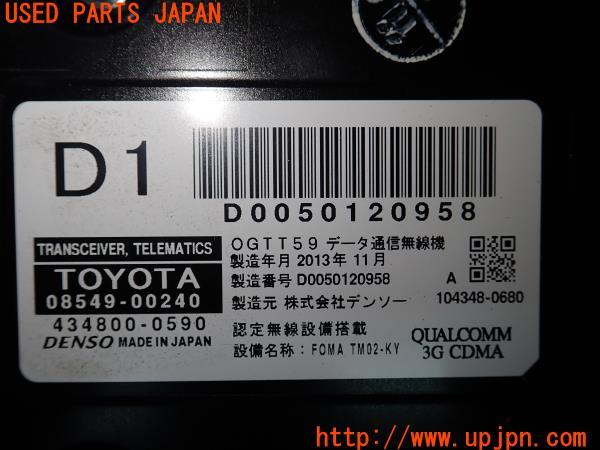 USED PARTS JAPAN
D1
D0050120958
TRANSCEIVER, TELEMATICS
TOYOTA
08549-00240
434800-0590
DENSO MADE IN JAPAN
OGTT59 データ通信無線機
製造年月 2013年 11月
製造番号 D0050120958
製造元 株式会社デンソー
A
104348-0680
認定無線設備搭載
設備名称: FOMA TM02-KY
QUALCOMM
3G CDMA
USED PARTS JAPAN
www.upjpn.com